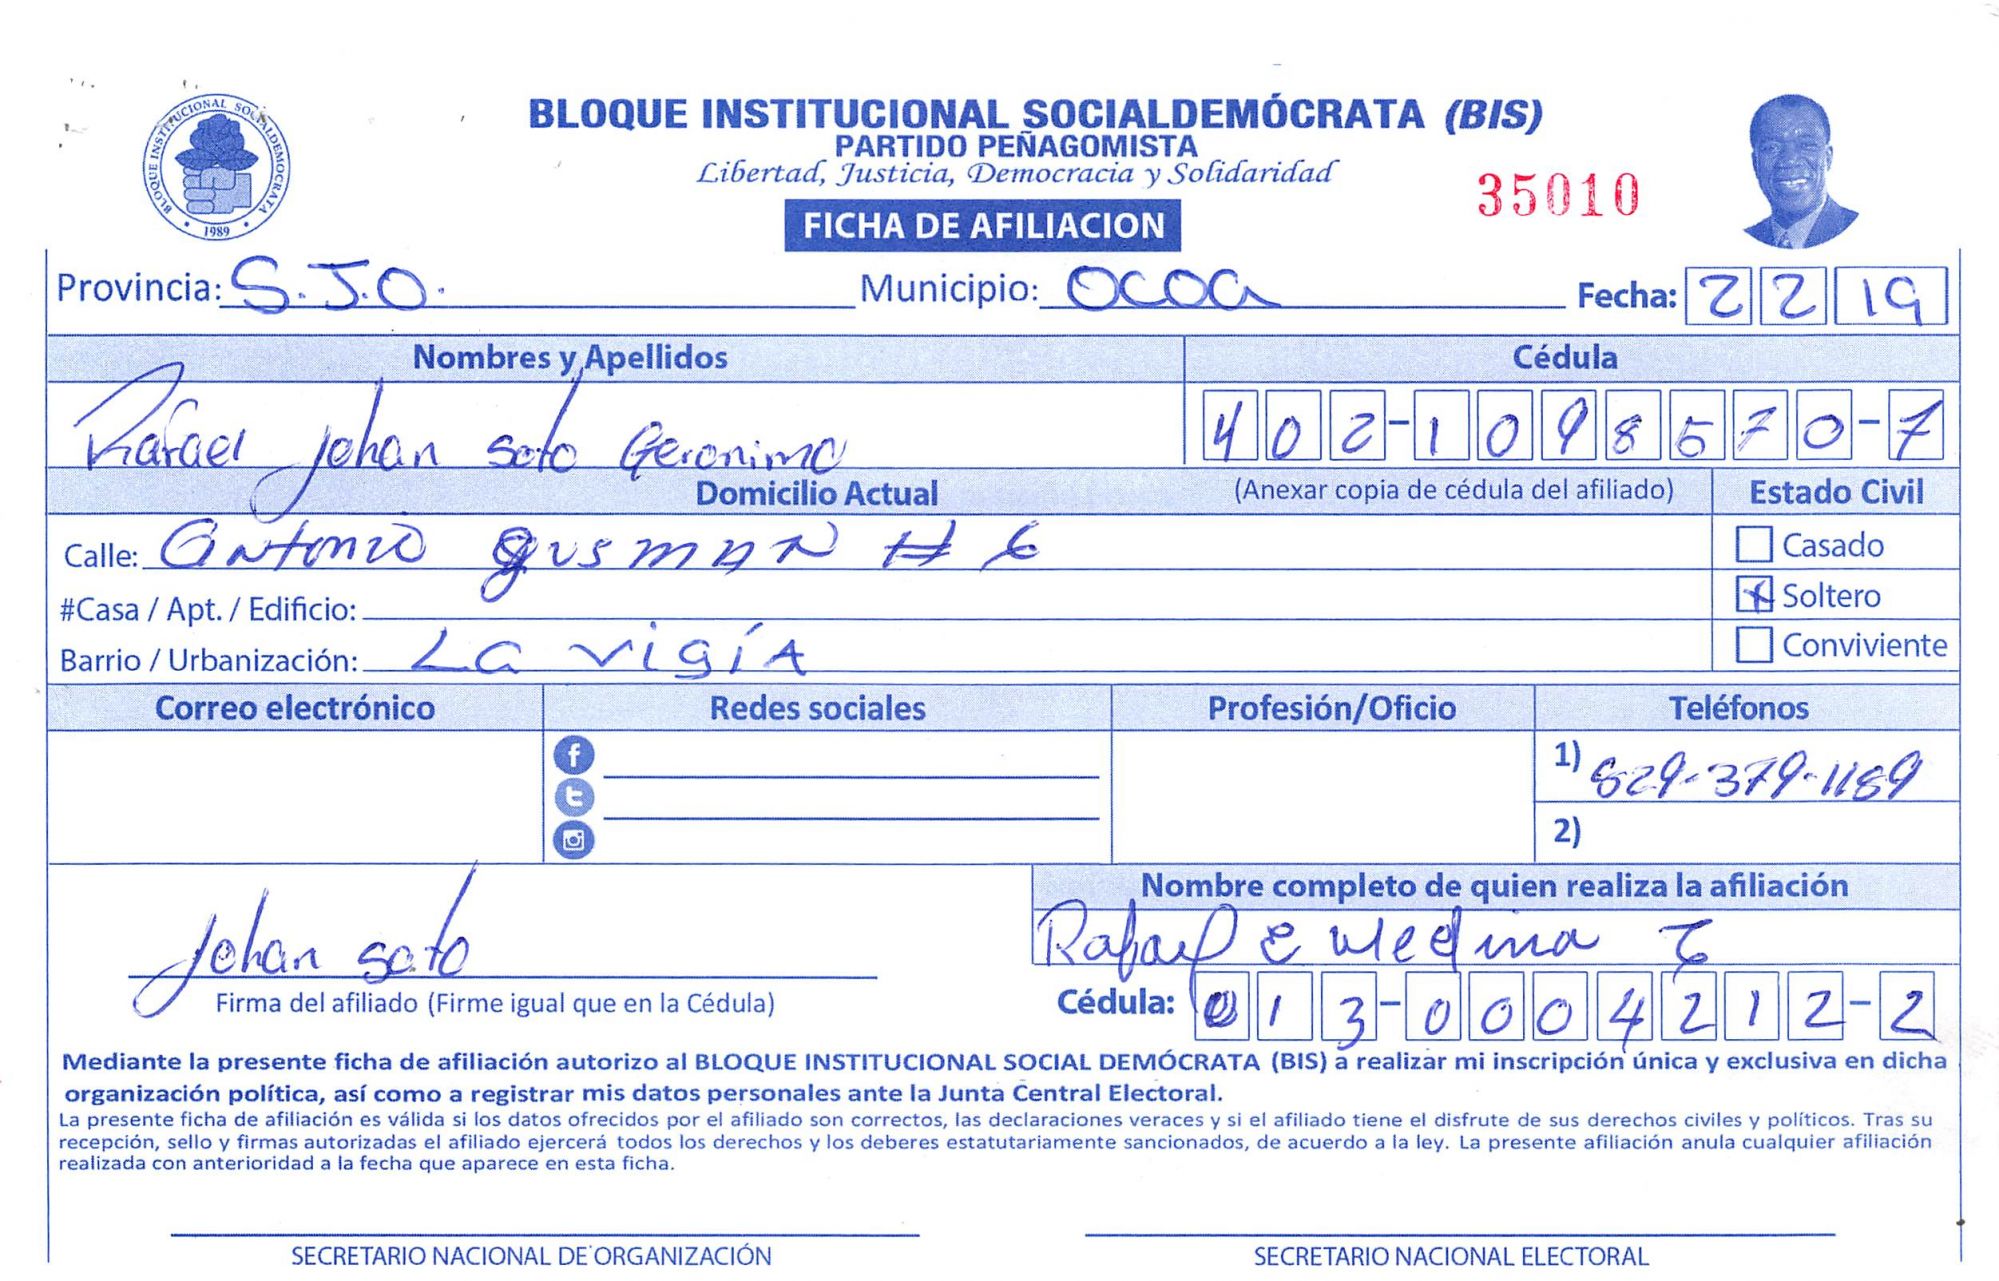 BLOQUE INSTITUCIONAL SOCIALDEMOCRATA
1989
BLOQUE INSTITUCIONAL SOCIALDEMÓCRATA (BIS)
PARTIDO PEÑAGOMISTA
Libertad, Justicia, Democracia y Solidaridad
35010
FICHA DE AFILIACION
Provincia: S.J.O. Municipio: OCOA Fecha: 2 2 19
Nombres y Apellidos Cédula
Rafael Johan Soto Geronimo 402-1098570-7
Domicilio Actual (Anexar copia de cédula del afiliado) Estado Civil
Calle: Antonio gusman # 6 Casado
#Casa / Apt. / Edificio: X Soltero
Barrio / Urbanización: La vigía Conviviente
Correo electrónico Redes sociales Profesión/Oficio Teléfonos
1) 829-379-1189
2)
Nombre completo de quien realiza la afiliación
Johan Soto Rafael E Medina
Firma del afiliado (Firme igual que en la Cédula) Cédula: 013-0004212-2
Mediante la presente ficha de afiliación autorizo al BLOQUE INSTITUCIONAL SOCIAL DEMÓCRATA (BIS) a realizar mi inscripción única y exclusiva en dicha
organización política, así como a registrar mis datos personales ante la Junta Central Electoral.
La presente ficha de afiliación es válida si los datos ofrecidos por el afiliado son correctos, las declaraciones veraces y si el afiliado tiene el disfrute de sus derechos civiles y políticos. Tras su
recepción, sello y firmas autorizadas el afiliado ejercerá todos los derechos y los deberes estatutariamente sancionados, de acuerdo a la ley. La presente afiliación anula cualquier afiliación
realizada con anterioridad a la fecha que aparece en esta ficha.
SECRETARIO NACIONAL DE ORGANIZACIÓN SECRETARIO NACIONAL ELECTORAL